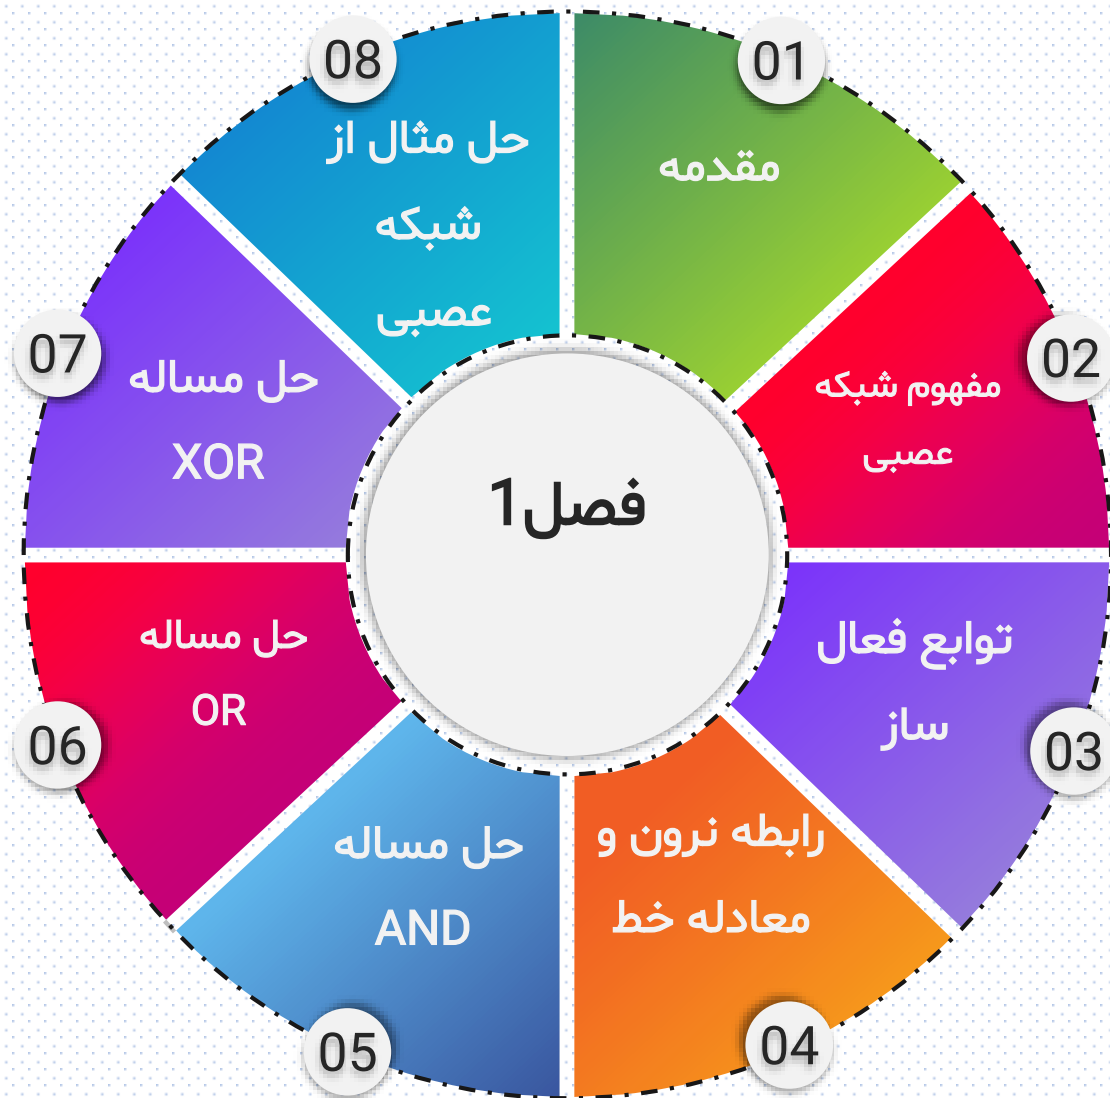 فصل1
01
مقدمه
02
مفهوم شبکه
عصبی
03
توابع فعال
ساز
04
رابطه نرون و
معادله خط
05
حل مساله
AND
06
حل مساله
OR
07
حل مساله
XOR
08
حل مثال از
شبکه
عصبی